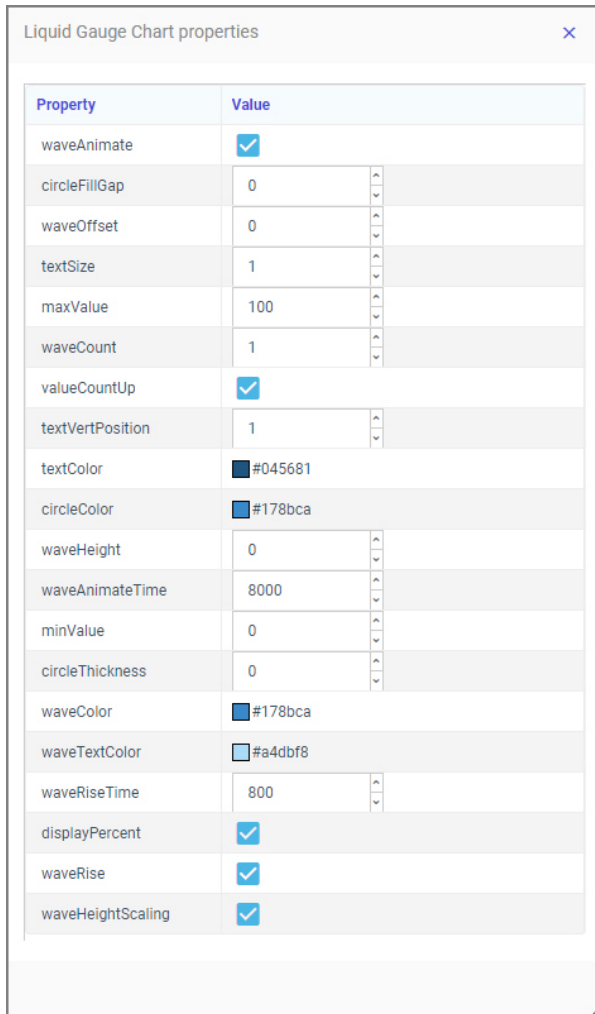 Liquid Gauge Chart properties
Property Value
waveAnimate
circleFillGap 0
waveOffset 0
textSize 1
maxValue 100
waveCount 1
valueCountUp
textVertPosition 1
textColor #045681
circleColor #178bca
waveHeight 0
waveAnimateTime 8000
minValue 0
circleThickness 0
waveColor #178bca
waveTextColor #a4dbf8
waveRiseTime 800
displayPercent
waveRise
waveHeightScaling